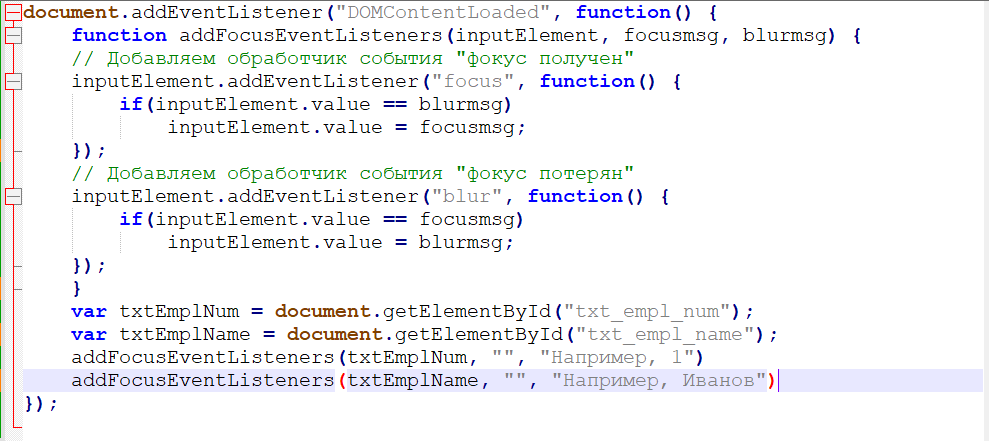 document.addEventListener("DOMContentLoaded", function() {
    function addFocusEventListeners(inputElement, focusmsg, blurmsg) {
    // Добавляем обработчик события "фокус получен"
    inputElement.addEventListener("focus", function() {
        if(inputElement.value == blurmsg)
            inputElement.value = focusmsg;
    });
    // Добавляем обработчик события "фокус потерян"
    inputElement.addEventListener("blur", function() {
        if(inputElement.value == focusmsg)
            inputElement.value = blurmsg;
    });
    }
    var txtEmplNum = document.getElementById("txt_empl_num");
    var txtEmplName = document.getElementById("txt_empl_name");
    addFocusEventListeners(txtEmplNum, "", "Например, 1")
    addFocusEventListeners(txtEmplName, "", "Например, Иванов")
});